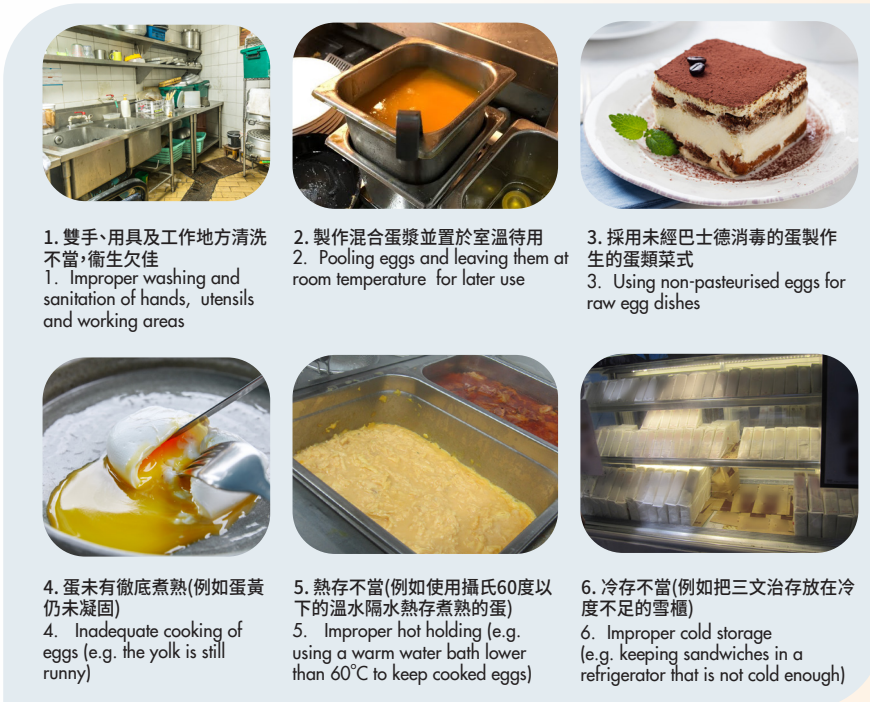 1. 雙手、用具及工作地方清洗
不當，衞生欠佳
1. Improper washing and
sanitation of hands, utensils
and working areas
2. 製作混合蛋漿並置於室溫待用
2. Pooling eggs and leaving them at
room temperature for later use
3. 採用未經巴士德消毒的蛋製作
生的蛋類菜式
3. Using non-pasteurised eggs for
raw egg dishes
4. 蛋未有徹底煮熟(例如蛋黃
仍未凝固)
4. Inadequate cooking of
eggs (e.g. the yolk is still
runny)
5. 熱存不當(例如使用攝氏60度以
下的溫水隔水熱存煮熟的蛋)
5. Improper hot holding (e.g.
using a warm water bath lower
than 60°C to keep cooked eggs)
6. 冷存不當(例如把三文治存放在冷
度不足的雪櫃)
6. Improper cold storage
(e.g. keeping sandwiches in a
refrigerator that is not cold enough)